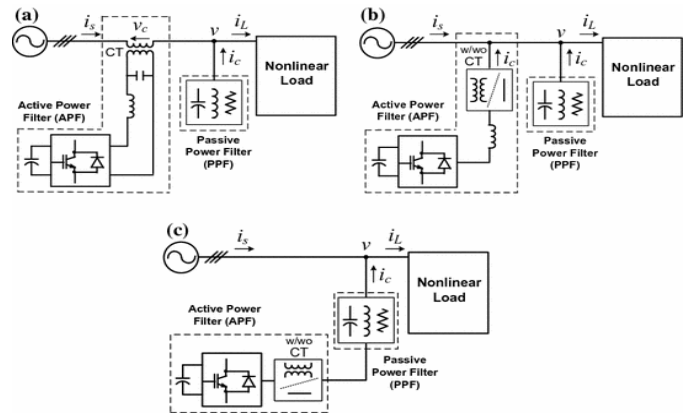 (a)
i_s
v_c
CT
v
i_L
i_c
Nonlinear
Load
Active Power
Filter (APF)
Passive
Power Filter
(PPF)
(b)
i_s
w/wo
CT
i_c
v
i_L
i_c
Nonlinear
Load
Active Power
Filter (APF)
Passive
Power Filter
(PPF)
(c)
i_s
v
i_L
i_c
Nonlinear
Load
Active Power
Filter (APF)
w/wo
CT
Passive
Power Filter
(PPF)